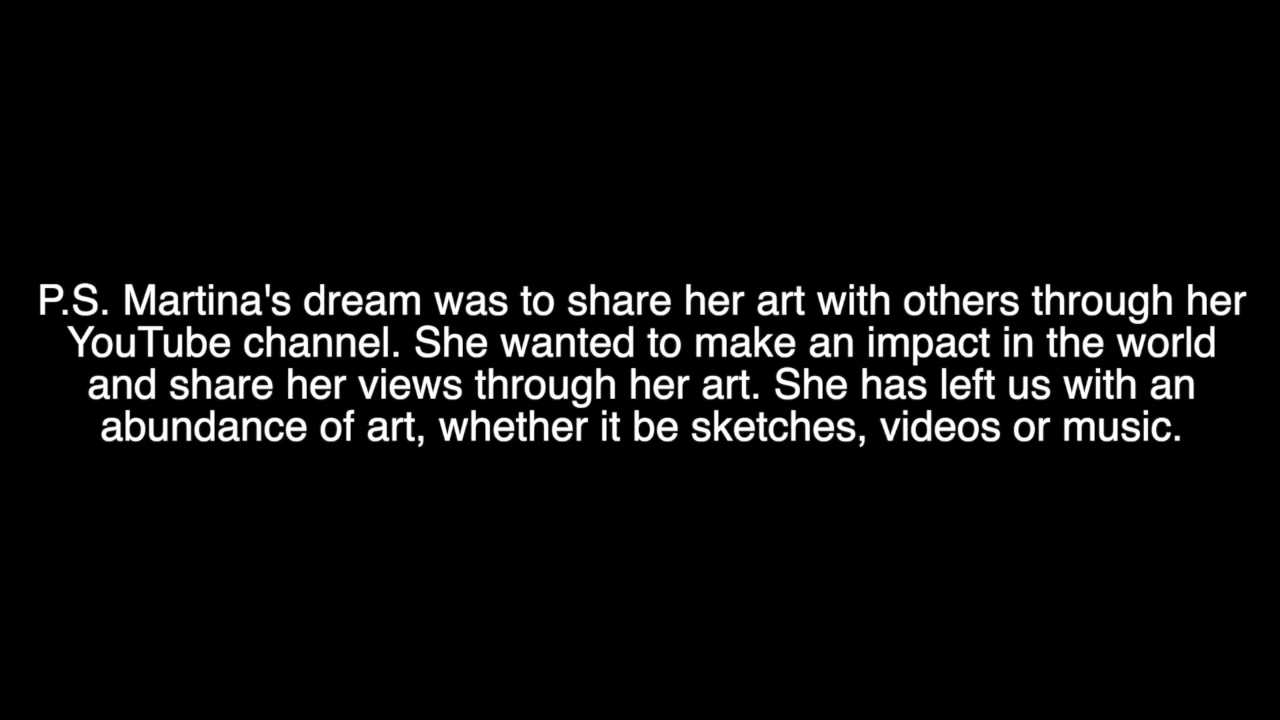 P.S. Martina's dream was to share her art with others through her
YouTube channel. She wanted to make an impact in the world
and share her views through her art. She has left us with an
abundance of art, whether it be sketches, videos or music.